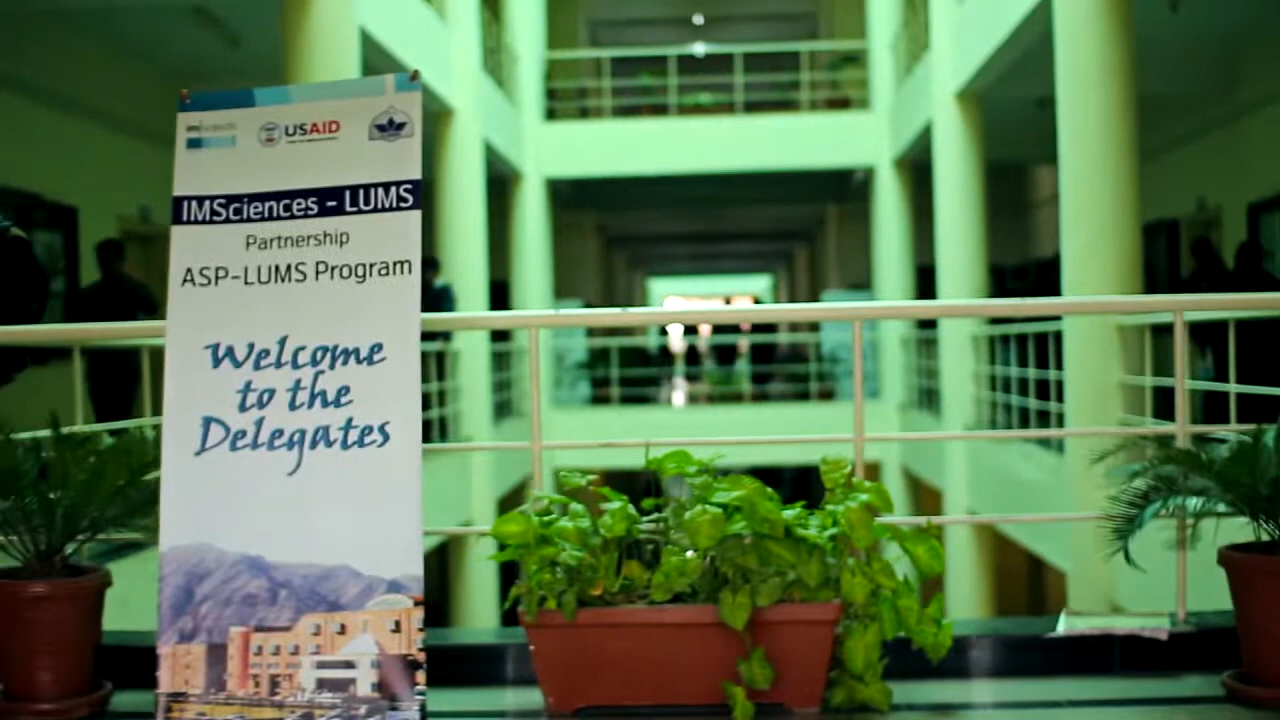 USAID
IMSciences - LUMS
Partnership
ASP-LUMS Program
Welcome
to the
Delegates